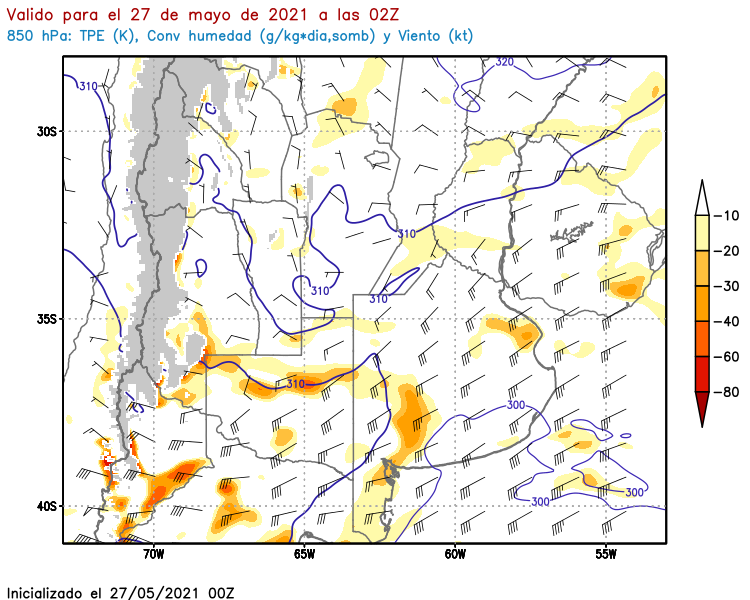 Valido para el 27 de mayo de 2021 a las 02Z
850 hPa: TPE (K), Conv humedad (g/kg*dia,somb) y Viento (kt)
320
310
30S
310
310
310
35S
310
300
300
300
40S
70W 65W 60W 55W
-10
-20
-30
-40
-60
-80
Inicializado el 27/05/2021 00Z